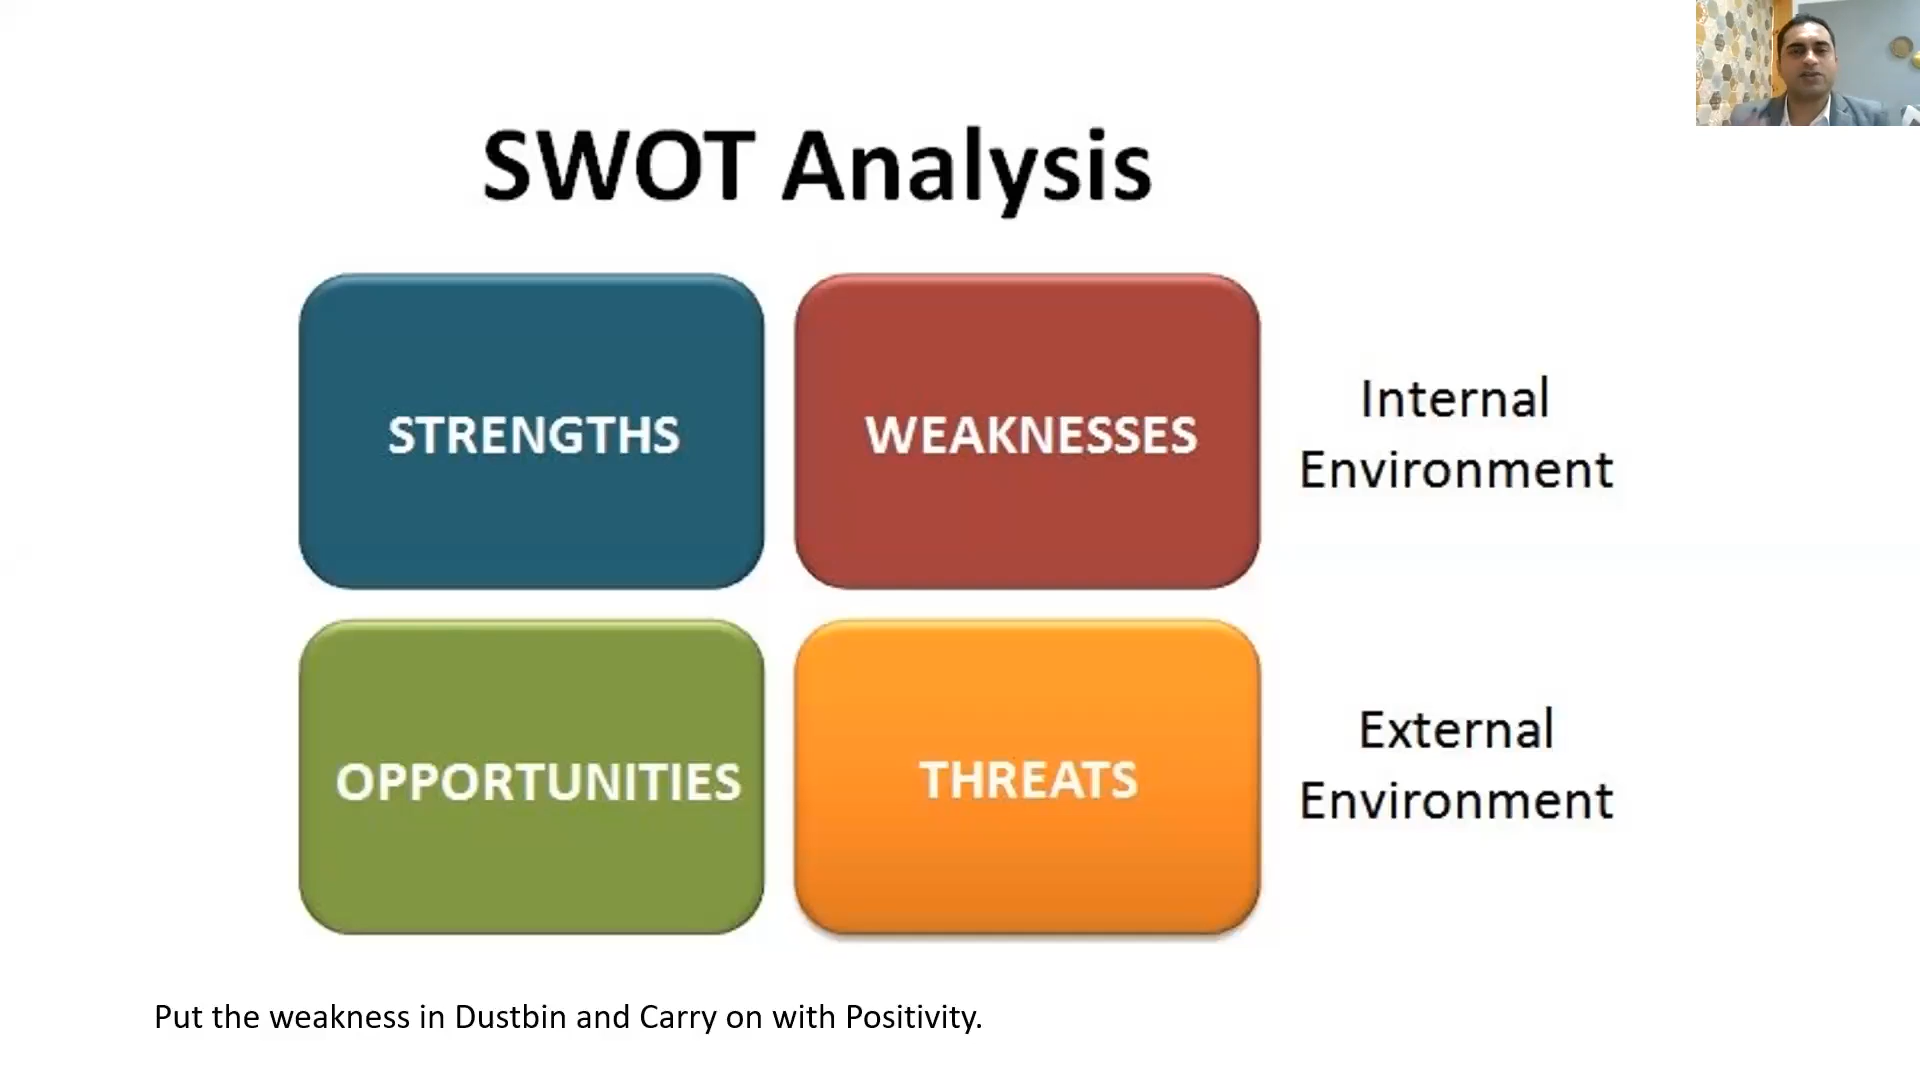 SWOT Analysis
STRENGTHS
WEAKNESSES
Internal
Environment
OPPORTUNITIES
THREATS
External
Environment
Put the weakness in Dustbin and Carry on with Positivity.